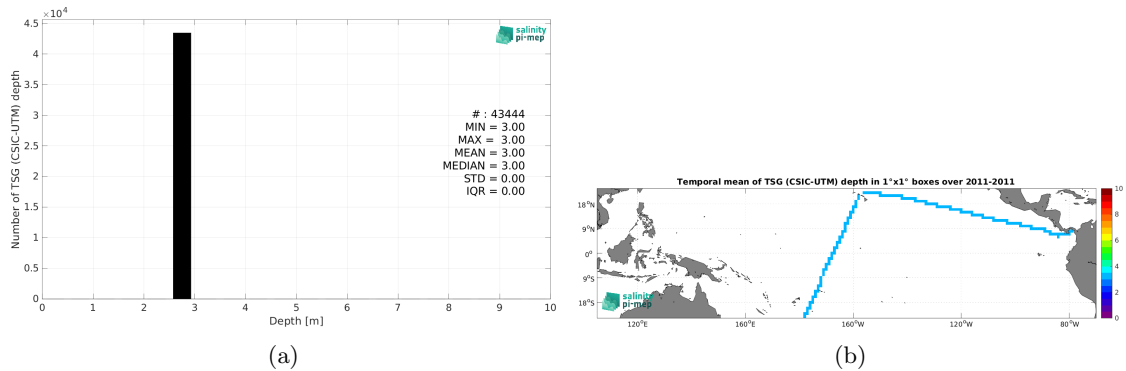 ×10⁴
4.5
4
3.5
3
2.5
2
1.5
1
0.5
0
Number of TSG (CSIC-UTM) depth
salinity
pi-mep
# : 43444
MIN = 3.00
MAX = 3.00
MEAN = 3.00
MEDIAN = 3.00
STD = 0.00
IQR = 0.00
0 1 2 3 4 5 6 7 8 9 10
Depth [m]
(a)
Temporal mean of TSG (CSIC-UTM) depth in 1°x1° boxes over 2011-2011
18°N
9°N
0°
9°S
18°S
salinity
pi-mep
120°E 160°E 160°W 120°W 80°W
10
8
6
4
2
0
(b)